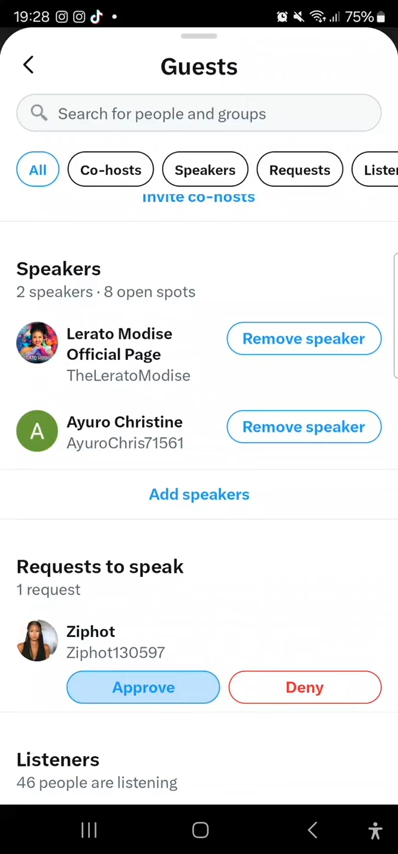 19:28 75%
Guests
Search for people and groups
All Co-hosts Speakers Requests Listen
Invite co-hosts
Speakers
2 speakers · 8 open spots
Lerato Modise
Official Page
TheLeratoModise
Remove speaker
A
Ayuro Christine
AyuroChris71561
Remove speaker
Add speakers
Requests to speak
1 request
Ziphot
Ziphot130597
Approve Deny
Listeners
46 people are listening